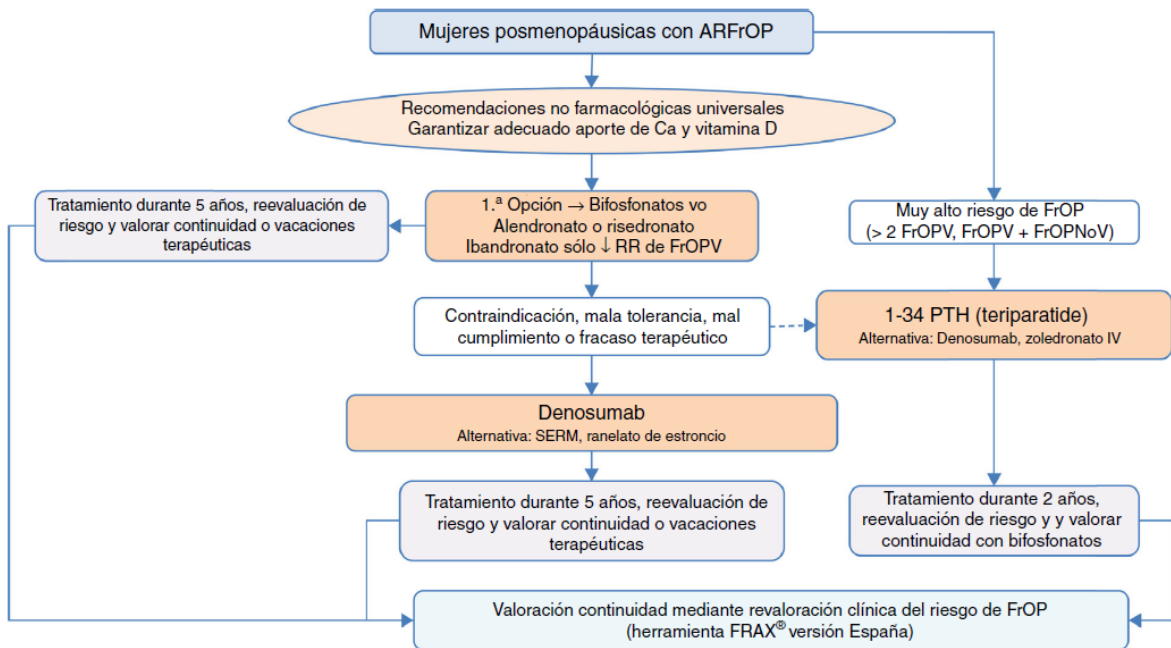 Mujeres posmenopáusicas con ARFrOP
Recomendaciones no farmacológicas universales
Garantizar adecuado aporte de Ca y vitamina D
Tratamiento durante 5 años, reevaluación de
riesgo y valorar continuidad o vacaciones
terapéuticas
1.ª Opción → Bifosfonatos vo
Alendronato o risedronato
Ibandronato sólo ↓ RR de FrOPV
Muy alto riesgo de FrOP
(> 2 FrOPV, FrOPV + FrOPNoV)
Contraindicación, mala tolerancia, mal
cumplimiento o fracaso terapéutico
1-34 PTH (teriparatide)
Alternativa: Denosumab, zoledronato IV
Denosumab
Alternativa: SERM, ranelato de estroncio
Tratamiento durante 5 años, reevaluación de
riesgo y valorar continuidad o vacaciones
terapéuticas
Tratamiento durante 2 años,
reevaluación de riesgo y y valorar
continuidad con bifosfonatos
Valoración continuidad mediante revaloración clínica del riesgo de FrOP
(herramienta FRAX® versión España)